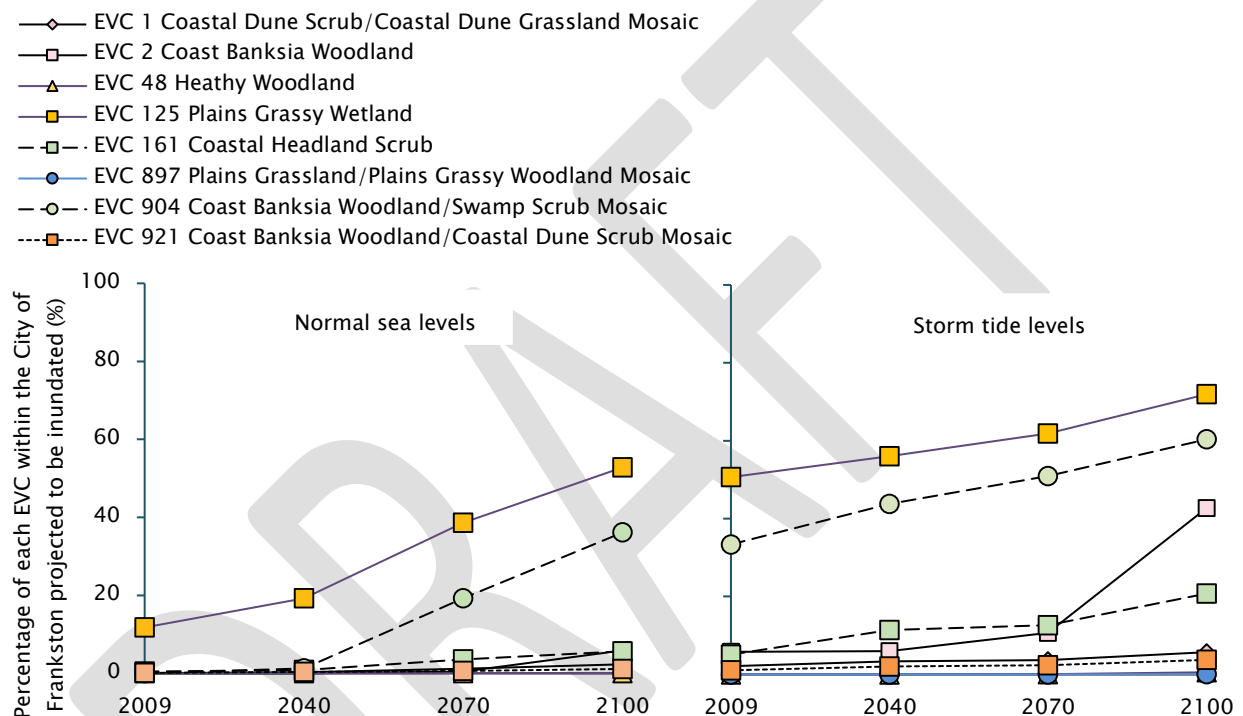 EVC 1 Coastal Dune Scrub/Coastal Dune Grassland Mosaic
EVC 2 Coast Banksia Woodland
EVC 48 Heathy Woodland
EVC 125 Plains Grassy Wetland
EVC 161 Coastal Headland Scrub
EVC 897 Plains Grassland/Plains Grassy Woodland Mosaic
EVC 904 Coast Banksia Woodland/Swamp Scrub Mosaic
EVC 921 Coast Banksia Woodland/Coastal Dune Scrub Mosaic
Percentage of each EVC within the City of
Frankston projected to be inundated (%)
100
80
60
40
20
0
Normal sea levels
2009 2040 2070 2100
Storm tide levels
2009 2040 2070 2100
DRAFT